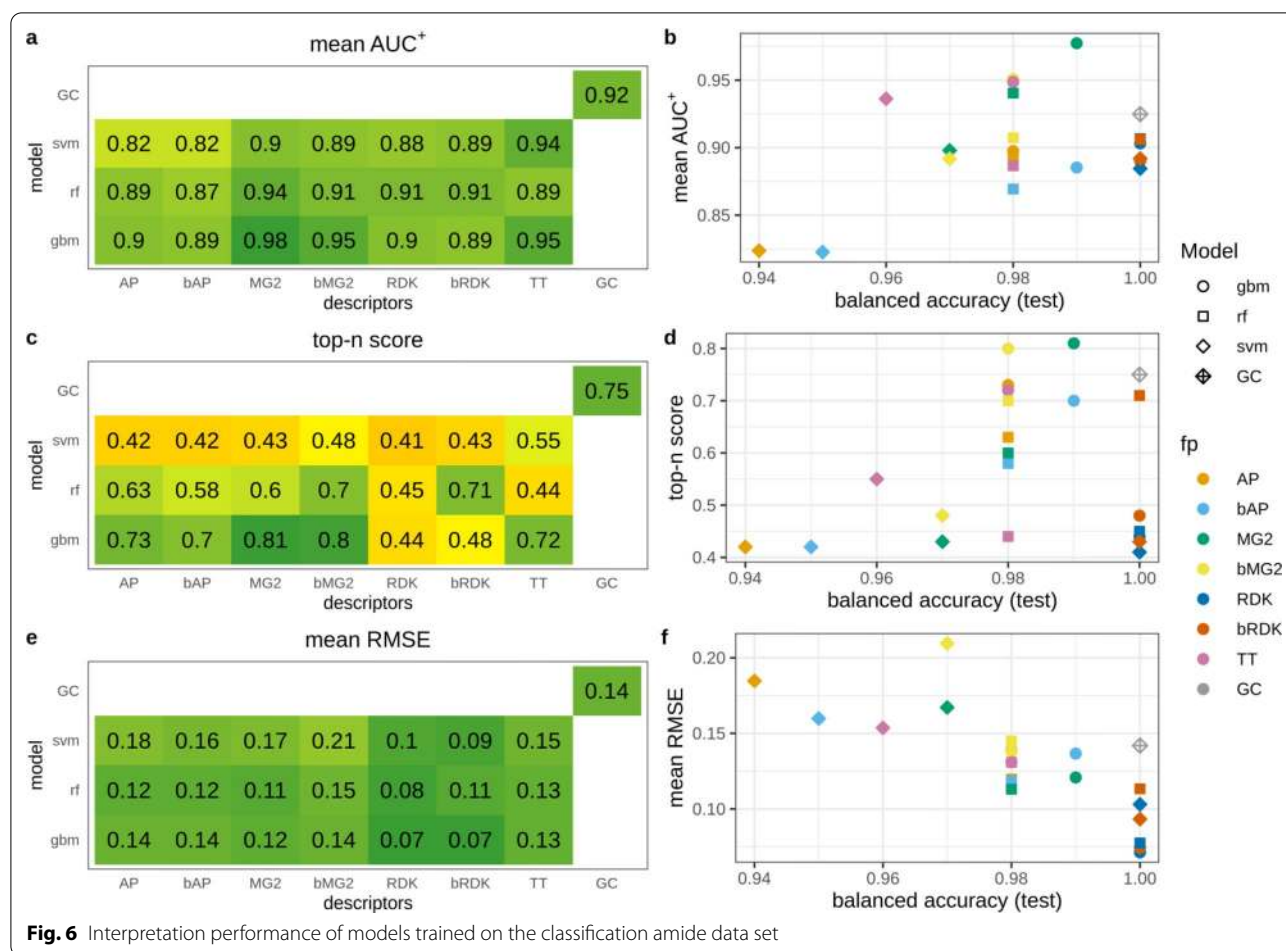 a
mean AUC+
GC 0.92
svm 0.82 0.82 0.9 0.89 0.88 0.89 0.94
rf 0.89 0.87 0.94 0.91 0.91 0.91 0.89
gbm 0.9 0.89 0.98 0.95 0.9 0.89 0.95
model
AP bAP MG2 bMG2 RDK bRDK TT GC
descriptors
b
mean AUC+
0.95
0.90
0.85
0.94 0.96 0.98 1.00
balanced accuracy (test)
c
top-n score
GC 0.75
svm 0.42 0.42 0.43 0.48 0.41 0.43 0.55
rf 0.63 0.58 0.6 0.7 0.45 0.71 0.44
gbm 0.73 0.7 0.81 0.8 0.44 0.48 0.72
model
AP bAP MG2 bMG2 RDK bRDK TT GC
descriptors
d
top-n score
0.8
0.7
0.6
0.5
0.4
0.94 0.96 0.98 1.00
balanced accuracy (test)
e
mean RMSE
GC 0.14
svm 0.18 0.16 0.17 0.21 0.1 0.09 0.15
rf 0.12 0.12 0.11 0.15 0.08 0.11 0.13
gbm 0.14 0.14 0.12 0.14 0.07 0.07 0.13
model
AP bAP MG2 bMG2 RDK bRDK TT GC
descriptors
f
mean RMSE
0.20
0.15
0.10
0.94 0.96 0.98 1.00
balanced accuracy (test)
Model
gbm
rf
svm
GC
fp
AP
bAP
MG2
bMG2
RDK
bRDK
TT
GC
Fig. 6 Interpretation performance of models trained on the classification amide data set